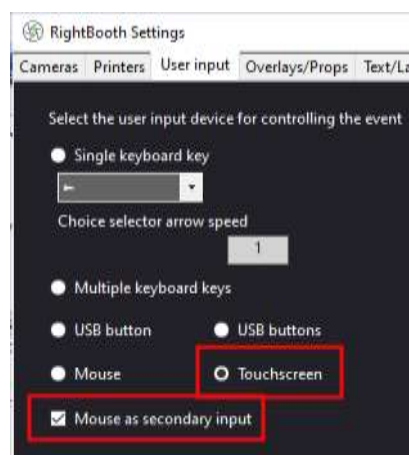 RightBooth Settings
Cameras Printers User input Overlays/Props Text/La
Select the user input device for controlling the event
Single keyboard key
Choice selector arrow speed
1
Multiple keyboard keys
USB button USB buttons
Mouse Touchscreen
Mouse as secondary input